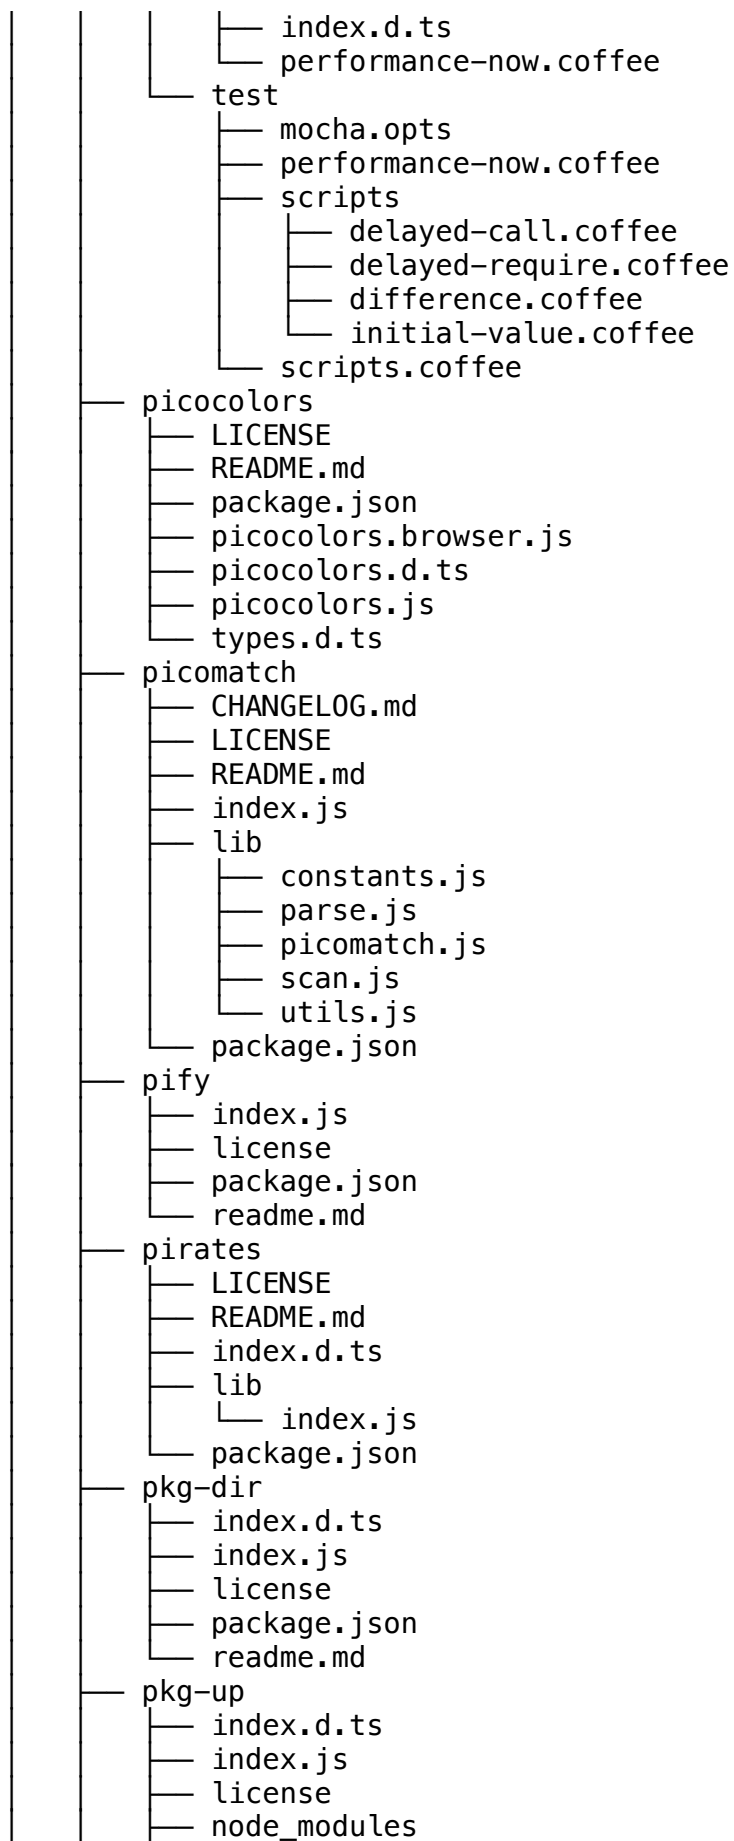 │   │   │   ├── index.d.ts
│   │   │   └── performance-now.coffee
│   │   └── test
│   │       ├── mocha.opts
│   │       ├── performance-now.coffee
│   │       ├── scripts
│   │       │   ├── delayed-call.coffee
│   │       │   ├── delayed-require.coffee
│   │       │   ├── difference.coffee
│   │       │   └── initial-value.coffee
│   │       └── scripts.coffee
│   ├── picocolors
│   │   ├── LICENSE
│   │   ├── README.md
│   │   ├── package.json
│   │   ├── picocolors.browser.js
│   │   ├── picocolors.d.ts
│   │   ├── picocolors.js
│   │   └── types.d.ts
│   ├── picomatch
│   │   ├── CHANGELOG.md
│   │   ├── LICENSE
│   │   ├── README.md
│   │   ├── index.js
│   │   ├── lib
│   │   │   ├── constants.js
│   │   │   ├── parse.js
│   │   │   ├── picomatch.js
│   │   │   ├── scan.js
│   │   │   └── utils.js
│   │   └── package.json
│   ├── pify
│   │   ├── index.js
│   │   ├── license
│   │   ├── package.json
│   │   └── readme.md
│   ├── pirates
│   │   ├── LICENSE
│   │   ├── README.md
│   │   ├── index.d.ts
│   │   ├── lib
│   │   │   └── index.js
│   │   └── package.json
│   ├── pkg-dir
│   │   ├── index.d.ts
│   │   ├── index.js
│   │   ├── license
│   │   ├── package.json
│   │   └── readme.md
│   ├── pkg-up
│   │   ├── index.d.ts
│   │   ├── index.js
│   │   ├── license
│   │   ├── node_modules